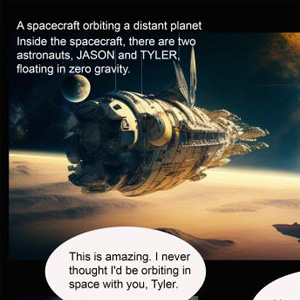 A spacecraft orbiting a distant planet
Inside the spacecraft, there are two
astronauts, JASON and TYLER,
floating in zero gravity.
This is amazing. I never
thought I'd be orbiting in
space with you, Tyler.